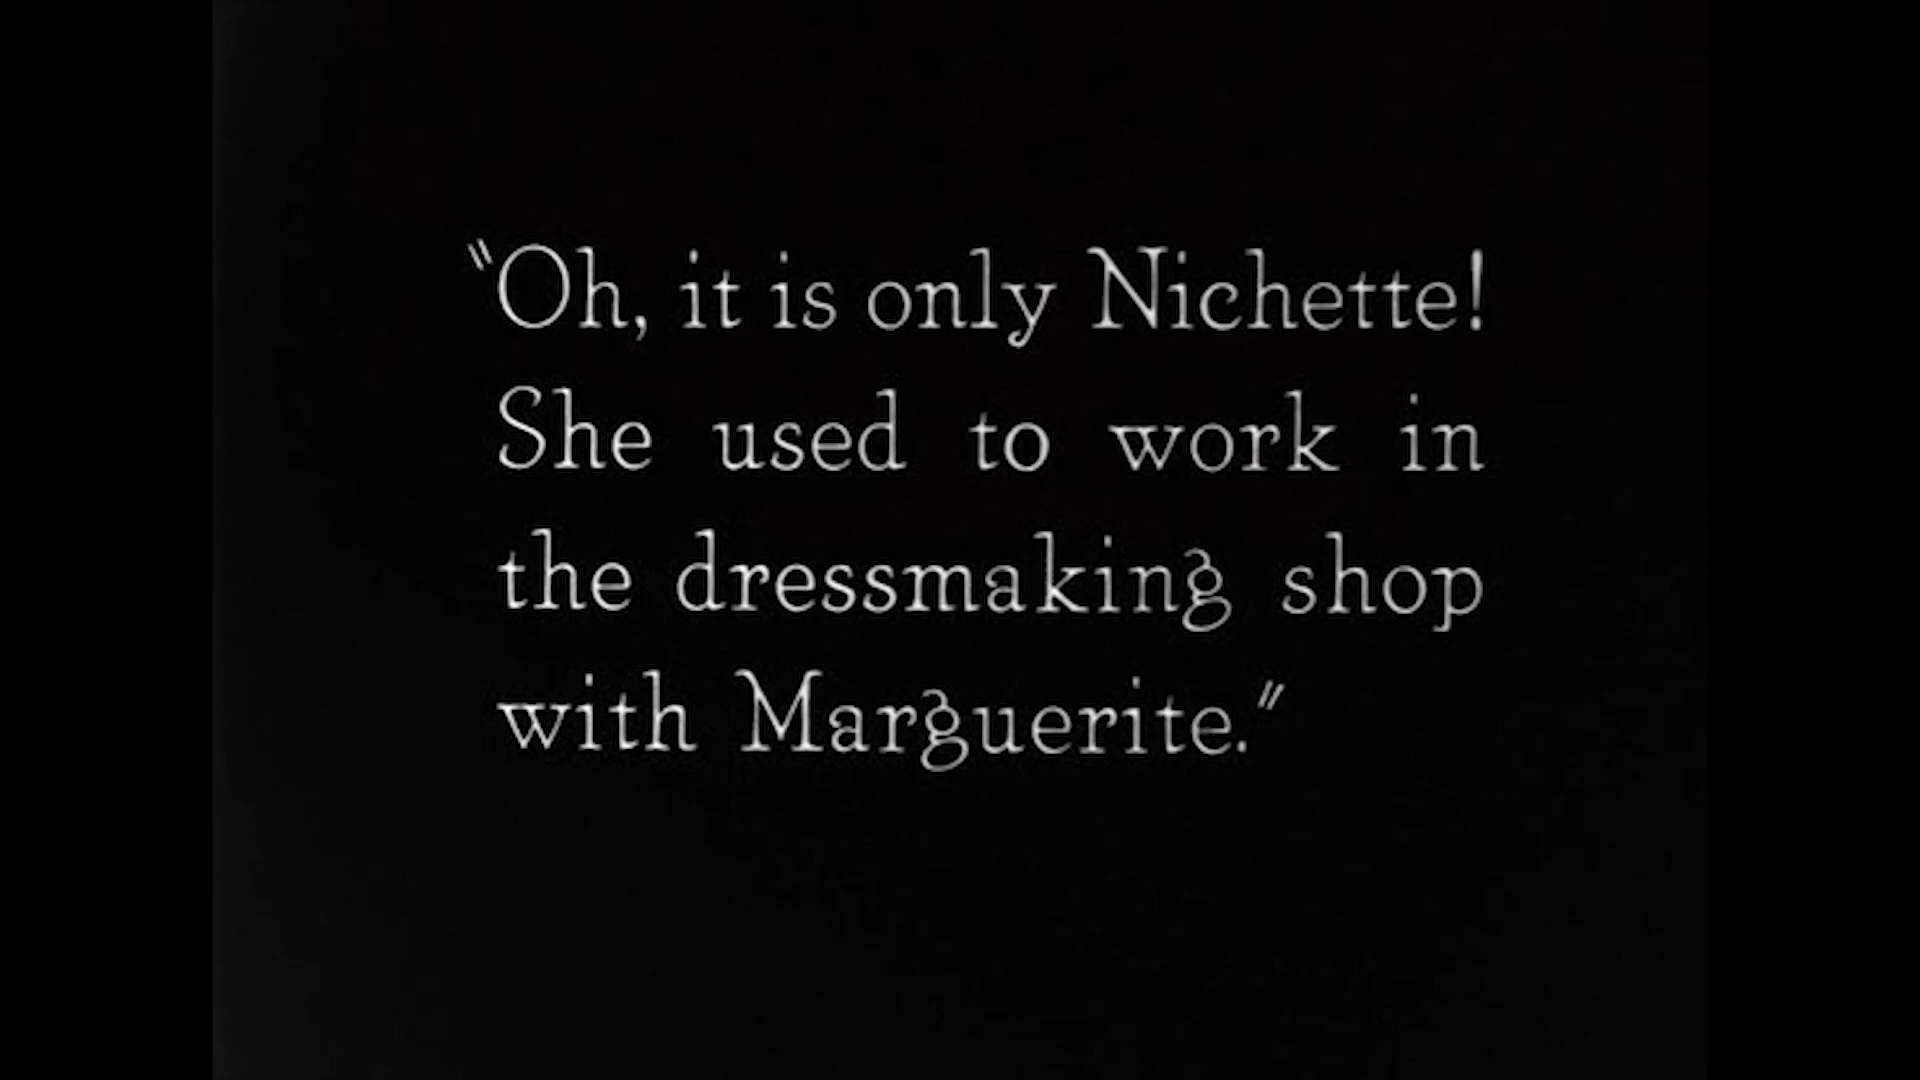 "Oh, it is only Nichette!
She used to work in
the dressmaking shop
with Marguerite."